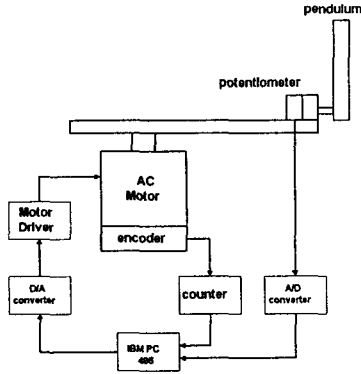 pendulum
potentiometer
AC
Motor
encoder
Motor
Driver
D/A
converter
counter
A/D
converter
IBM PC
486